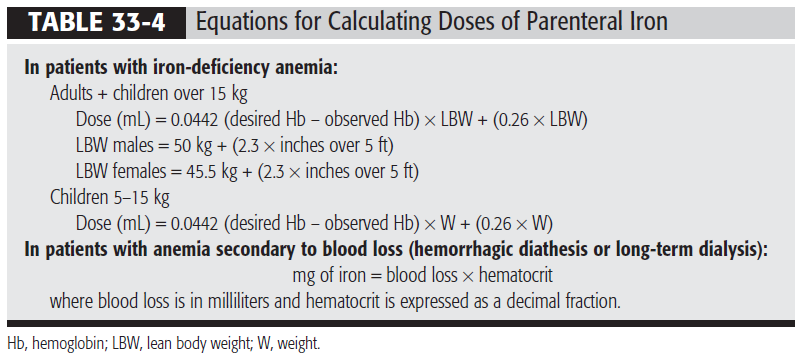 TABLE 33-4 Equations for Calculating Doses of Parenteral Iron
In patients with iron-deficiency anemia:
Adults + children over 15 kg
Dose (mL) = 0.0442 (desired Hb – observed Hb) × LBW + (0.26 × LBW)
LBW males = 50 kg + (2.3 × inches over 5 ft)
LBW females = 45.5 kg + (2.3 × inches over 5 ft)
Children 5–15 kg
Dose (mL) = 0.0442 (desired Hb – observed Hb) × W + (0.26 × W)
In patients with anemia secondary to blood loss (hemorrhagic diathesis or long-term dialysis):
mg of iron = blood loss × hematocrit
where blood loss is in milliliters and hematocrit is expressed as a decimal fraction.
Hb, hemoglobin; LBW, lean body weight; W, weight.